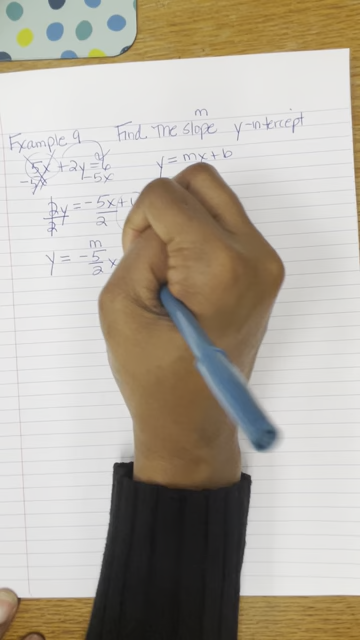 m
Example 9 Find the slope y-intercept
5x + 2y = 6 y = mx + b
-5x -5x
2y = -5x +
2 2
m
y = -5/2 x